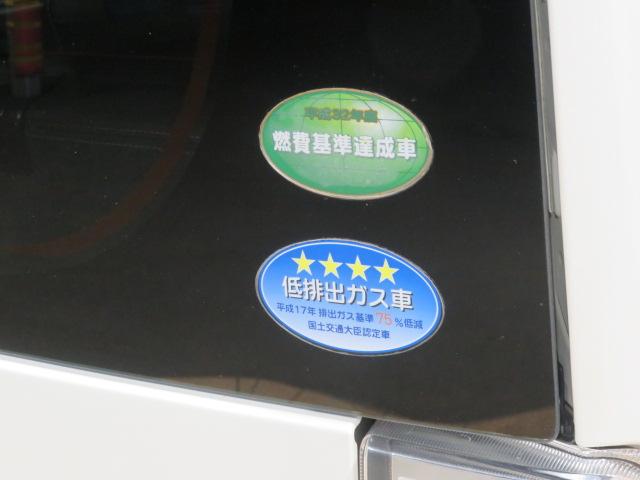 平成32年度
燃費基準達成車
★★★★
低排出ガス車
平成17年 排出ガス基準 75 %低減
国土交通大臣認定車